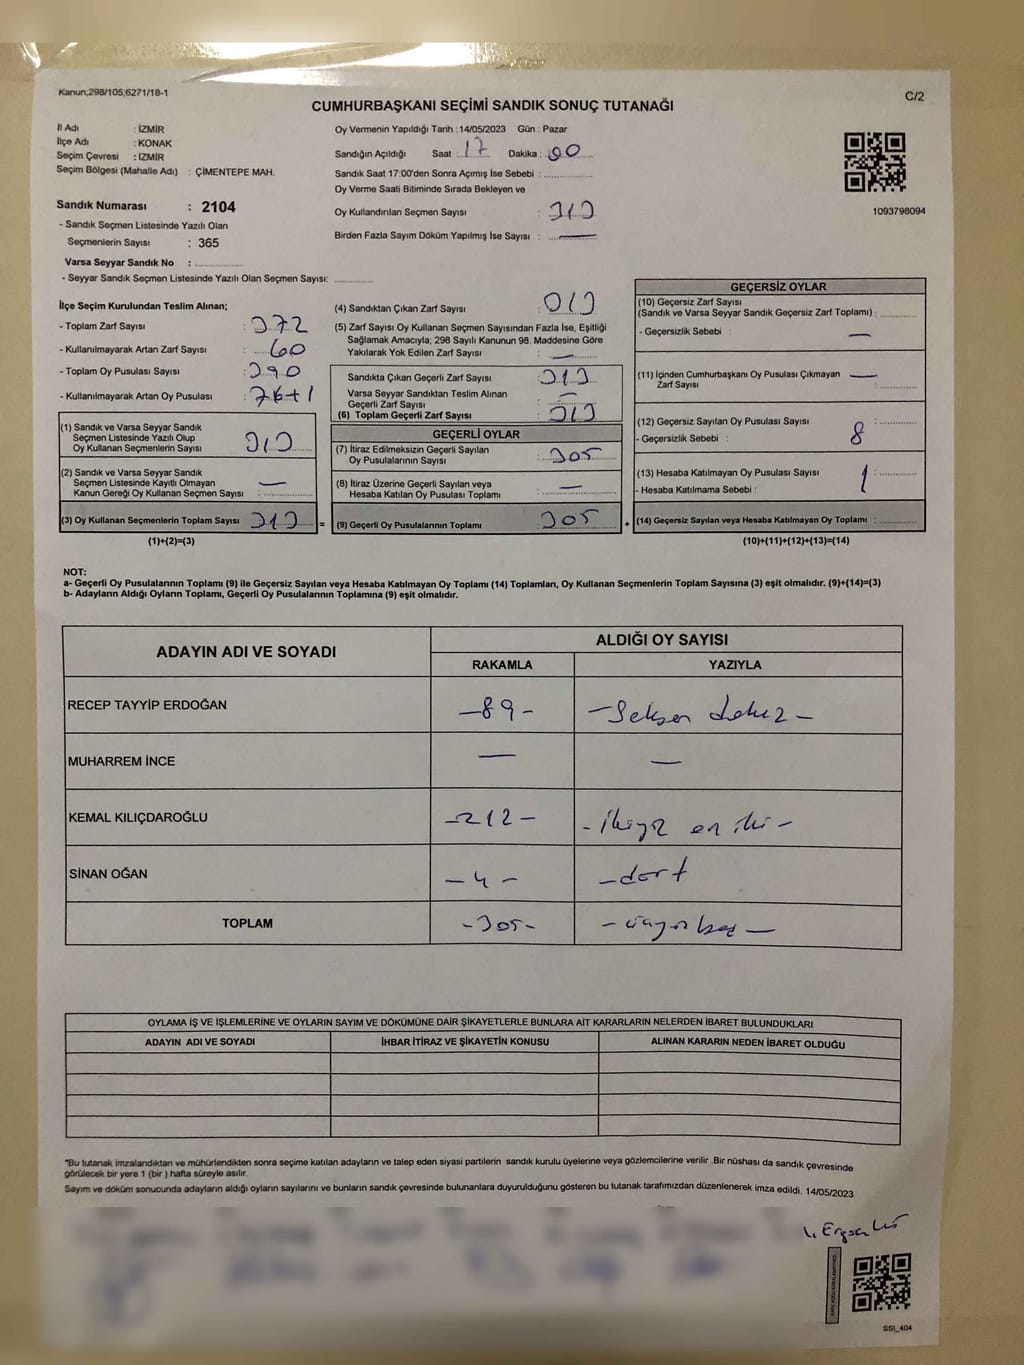 Kanun;298/105;6271/18-1
C/2
CUMHURBAŞKANI SEÇİMİ SANDIK SONUÇ TUTANAĞI
İl Adı : İZMİR
İlçe Adı : KONAK
Seçim Çevresi : İZMİR
Seçim Bölgesi (Mahalle Adı) : ÇİMENTEPE MAH.
Sandık Numarası : 2104
- Sandık Seçmen Listesinde Yazılı Olan
Seçmenlerin Sayısı : 365
Varsa Seyyar Sandık No :
- Seyyar Sandık Seçmen Listesinde Yazılı Olan Seçmen Sayısı:
Oy Vermenin Yapıldığı Tarih : 14/05/2023 Gün : Pazar
Sandığın Açıldığı Saat : 17 Dakika : 00
Sandık Saat 17:00'den Sonra Açımış İse Sebebi :
Oy Verme Saati Bitiminde Sırada Bekleyen ve
Oy Kullandırılan Seçmen Sayısı : 313
Birden Fazla Sayım Döküm Yapılmış İse Sayısı : —
1093798094
İlçe Seçim Kurulundan Teslim Alınan;
- Toplam Zarf Sayısı : 372
- Kullanılmayarak Artan Zarf Sayısı : 60
- Toplam Oy Pusulası Sayısı : 390
- Kullanılmayarak Artan Oy Pusulası : 76+1
(1) Sandık ve Varsa Seyyar Sandık
Seçmen Listesinde Yazılı Olup
Oy Kullanan Seçmenlerin Sayısı : 313
(2) Sandık ve Varsa Seyyar Sandık
Seçmen Listesinde Kayıtlı Olmayan
Kanun Gereği Oy Kullanan Seçmen Sayısı : —
(3) Oy Kullanan Seçmenlerin Toplam Sayısı : 313 =
(1)+(2)=(3)
(4) Sandıktan Çıkan Zarf Sayısı : 313
(5) Zarf Sayısı Oy Kullanan Seçmen Sayısından Fazla İse, Eşitliği
Sağlamak Amacıyla; 298 Sayılı Kanunun 98. Maddesine Göre
Yakılarak Yok Edilen Zarf Sayısı : —
Sandıkta Çıkan Geçerli Zarf Sayısı : 313
Varsa Seyyar Sandıktan Teslim Alınan
Geçerli Zarf Sayısı : —
(6) Toplam Geçerli Zarf Sayısı : 313
GEÇERLİ OYLAR
(7) İtiraz Edilmeksizin Geçerli Sayılan
Oy Pusulalarının Sayısı : 305
(8) İtiraz Üzerine Geçerli Sayılan veya
Hesaba Katılan Oy Pusulası Toplamı : —
(9) Geçerli Oy Pusulalarının Toplamı : 305 +
GEÇERSİZ OYLAR
(10) Geçersiz Zarf Sayısı
(Sandık ve Varsa Seyyar Sandık Geçersiz Zarf Toplamı) :
- Geçersizlik Sebebi : —
(11) İçinden Cumhurbaşkanı Oy Pusulası Çıkmayan —
Zarf Sayısı :
(12) Geçersiz Sayılan Oy Pusulası Sayısı :
- Geçersizlik Sebebi : 8
(13) Hesaba Katılmayan Oy Pusulası Sayısı :
- Hesaba Katılmama Sebebi : 1
(14) Geçersiz Sayılan veya Hesaba Katılmayan Oy Toplamı :
(10)+(11)+(12)+(13)=(14)
NOT:
a- Geçerli Oy Pusulalarının Toplamı (9) ile Geçersiz Sayılan veya Hesaba Katılmayan Oy Toplamı (14) Toplamları, Oy Kullanan Seçmenlerin Toplam Sayısına (3) eşit olmalıdır. (9)+(14)=(3)
b- Adayların Aldığı Oyların Toplamı, Geçerli Oy Pusulalarının Toplamına (9) eşit olmalıdır.
ADAYIN ADI VE SOYADI ALDIĞI OY SAYISI
RAKAMLA YAZIYLA
RECEP TAYYİP ERDOĞAN -89- -Seksen dokuz-
MUHARREM İNCE — —
KEMAL KILIÇDAROĞLU -212- -ikiyüz on iki-
SİNAN OĞAN -4- -dört
TOPLAM -305- -üçyüz beş-
OYLAMA İŞ VE İŞLEMLERİNE VE OYLARIN SAYIM VE DÖKÜMÜNE DAİR ŞİKAYETLERLE BUNLARA AİT KARARLARIN NELERDEN İBARET BULUNDUKLARI
ADAYIN ADI VE SOYADI İHBAR İTİRAZ VE ŞİKAYETİN KONUSU ALINAN KARARIN NEDEN İBARET OLDUĞU
*Bu tutanak imzalandıktan ve mühürlendikten sonra seçime katılan adayların ve talep eden siyasi partilerin sandık kurulu üyelerine veya gözlemcilerine verilir .Bir nüshası da sandık çevresinde
görülecek bir yere 1 (bir ) hafta süreyle asılır.
Sayım ve döküm sonucunda adayların aldığı oyların sayılarını ve bunların sandık çevresinde bulunanlara duyurulduğunu gösteren bu tutanak tarafımızdan düzenlenerek imza edildi. 14/05/2023
SSI_404